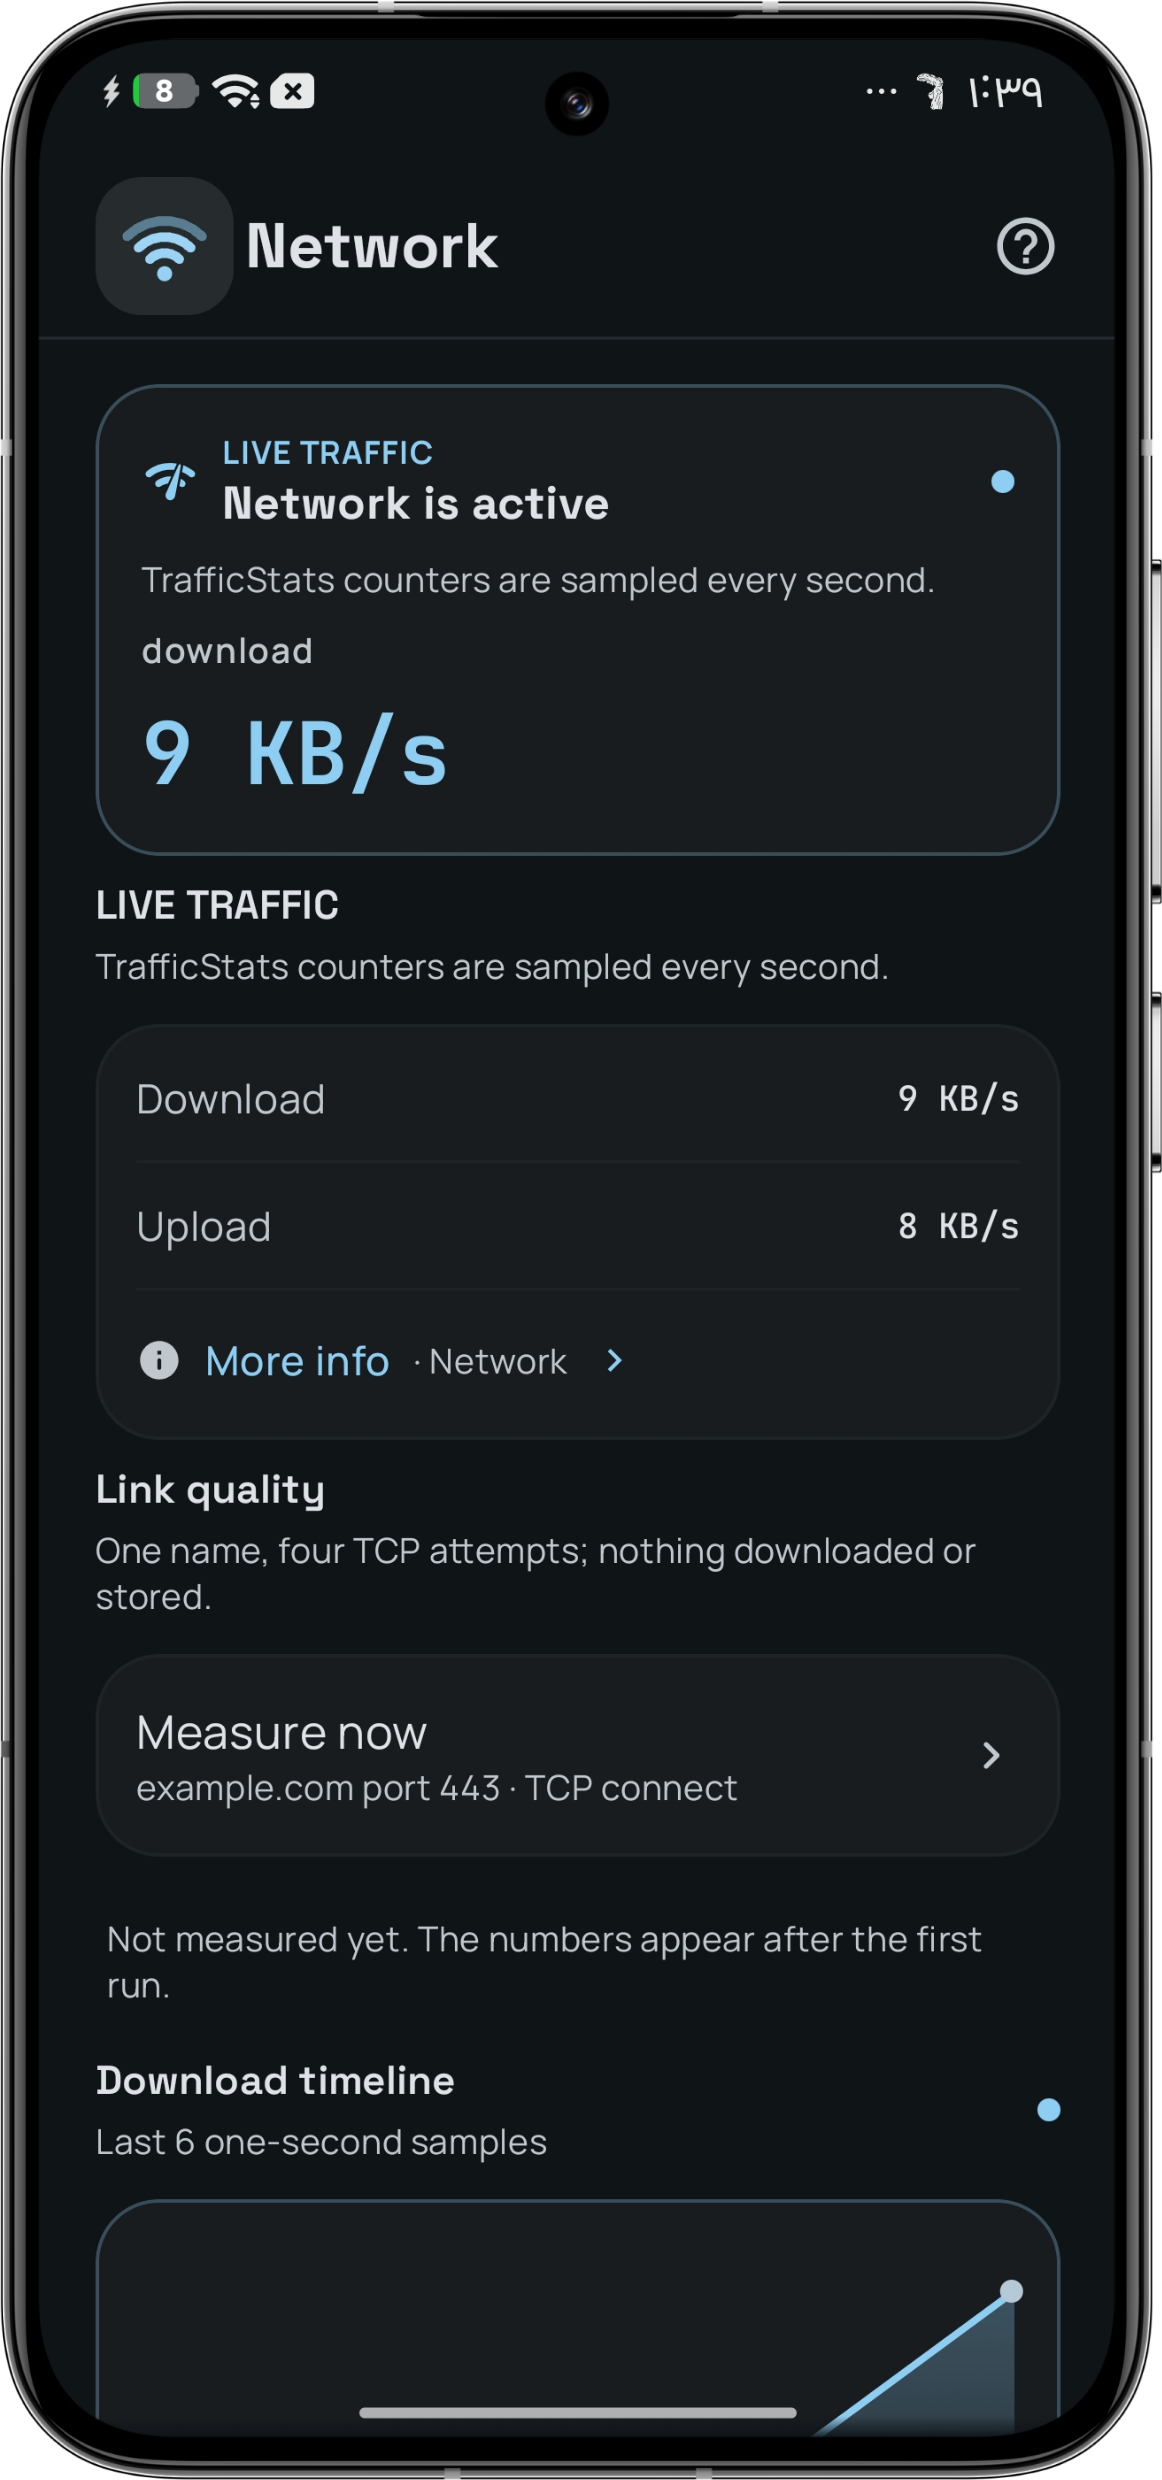 8
... ١:٣٩
Network
LIVE TRAFFIC
Network is active
TrafficStats counters are sampled every second.
download
9 KB/s
LIVE TRAFFIC
TrafficStats counters are sampled every second.
Download 9 KB/s
Upload 8 KB/s
More info · Network
Link quality
One name, four TCP attempts; nothing downloaded or
stored.
Measure now
example.com port 443 · TCP connect
Not measured yet. The numbers appear after the first
run.
Download timeline
Last 6 one-second samples